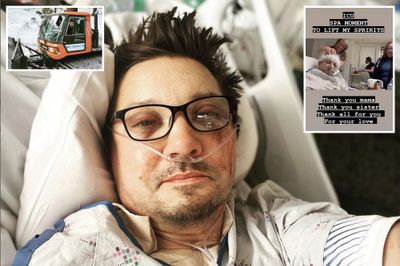 ICU
SPA MOMENT
TO LIFT MY SPRIRITS
Thank you mama
Thank you sister
Thank all for you
For your love